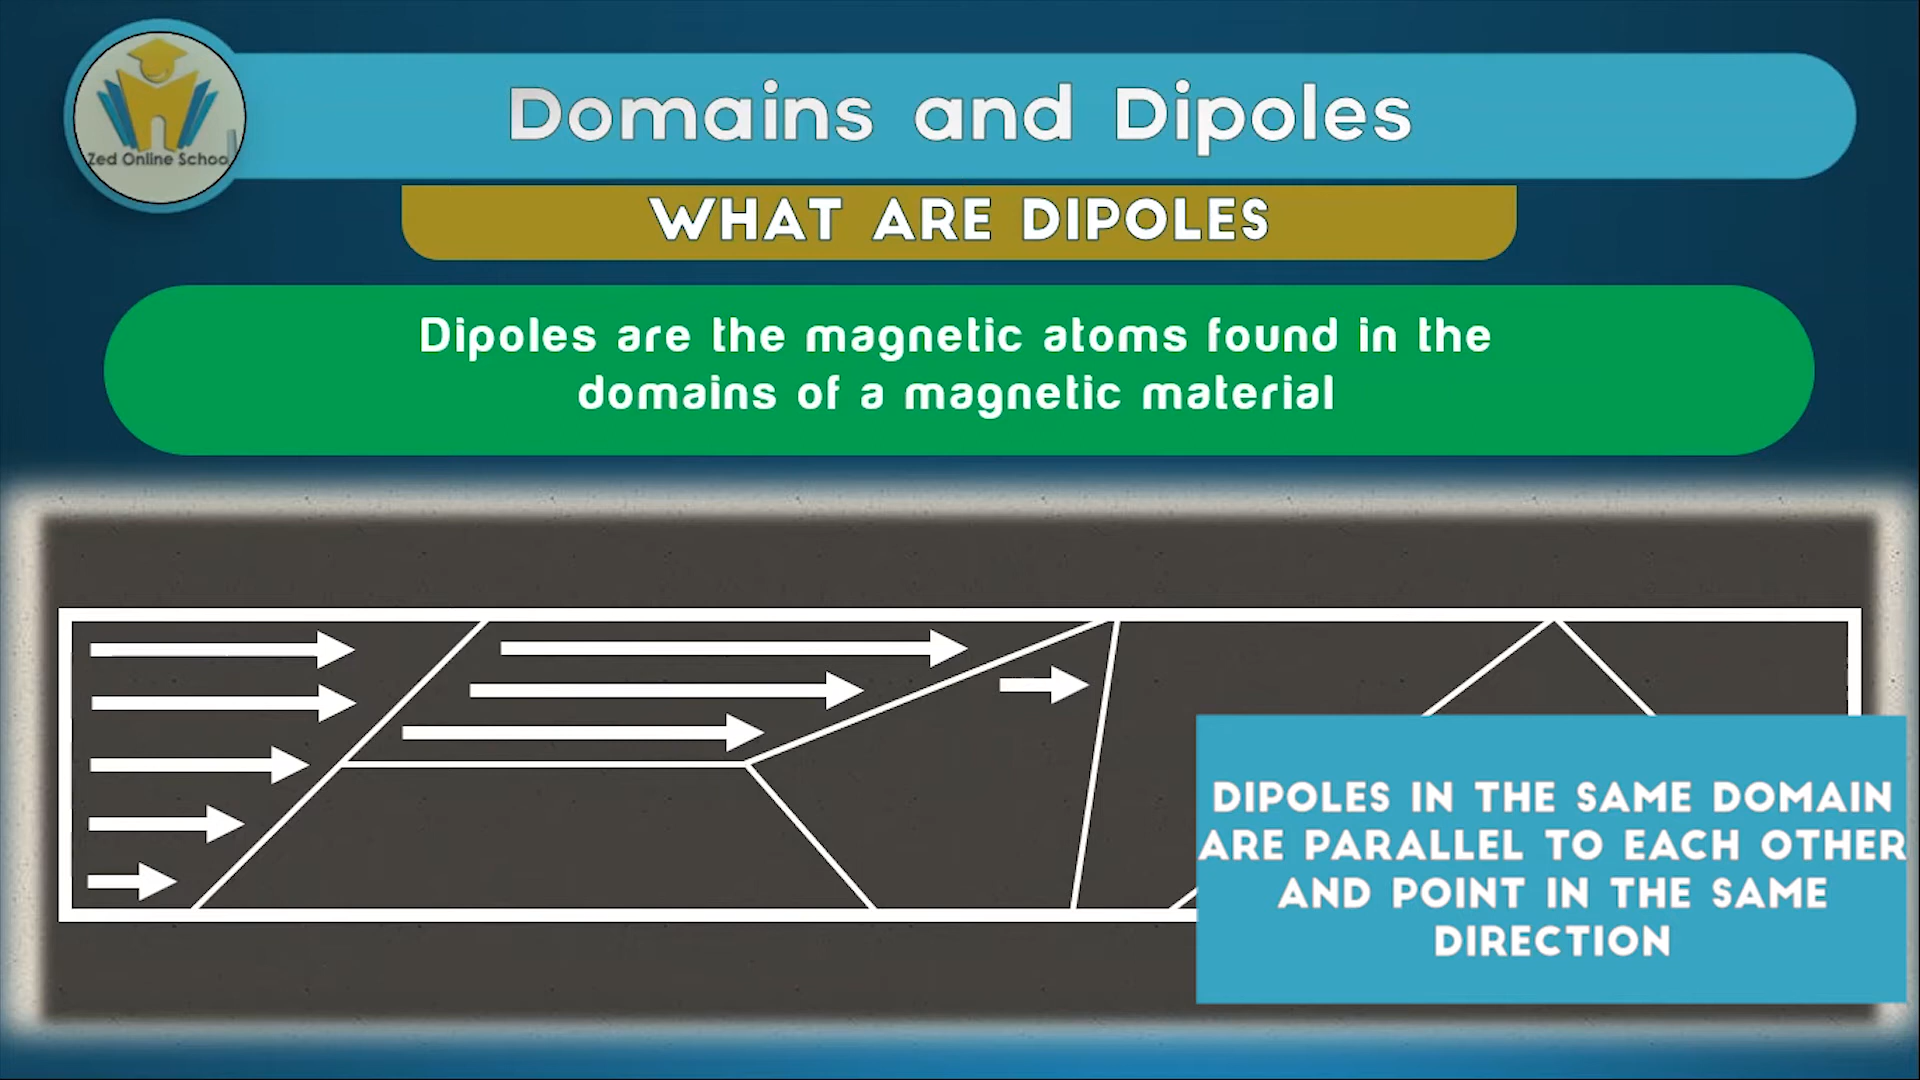 Zed Online School
Domains and Dipoles
WHAT ARE DIPOLES
Dipoles are the magnetic atoms found in the
domains of a magnetic material
DIPOLES IN THE SAME DOMAIN
ARE PARALLEL TO EACH OTHER
AND POINT IN THE SAME
DIRECTION